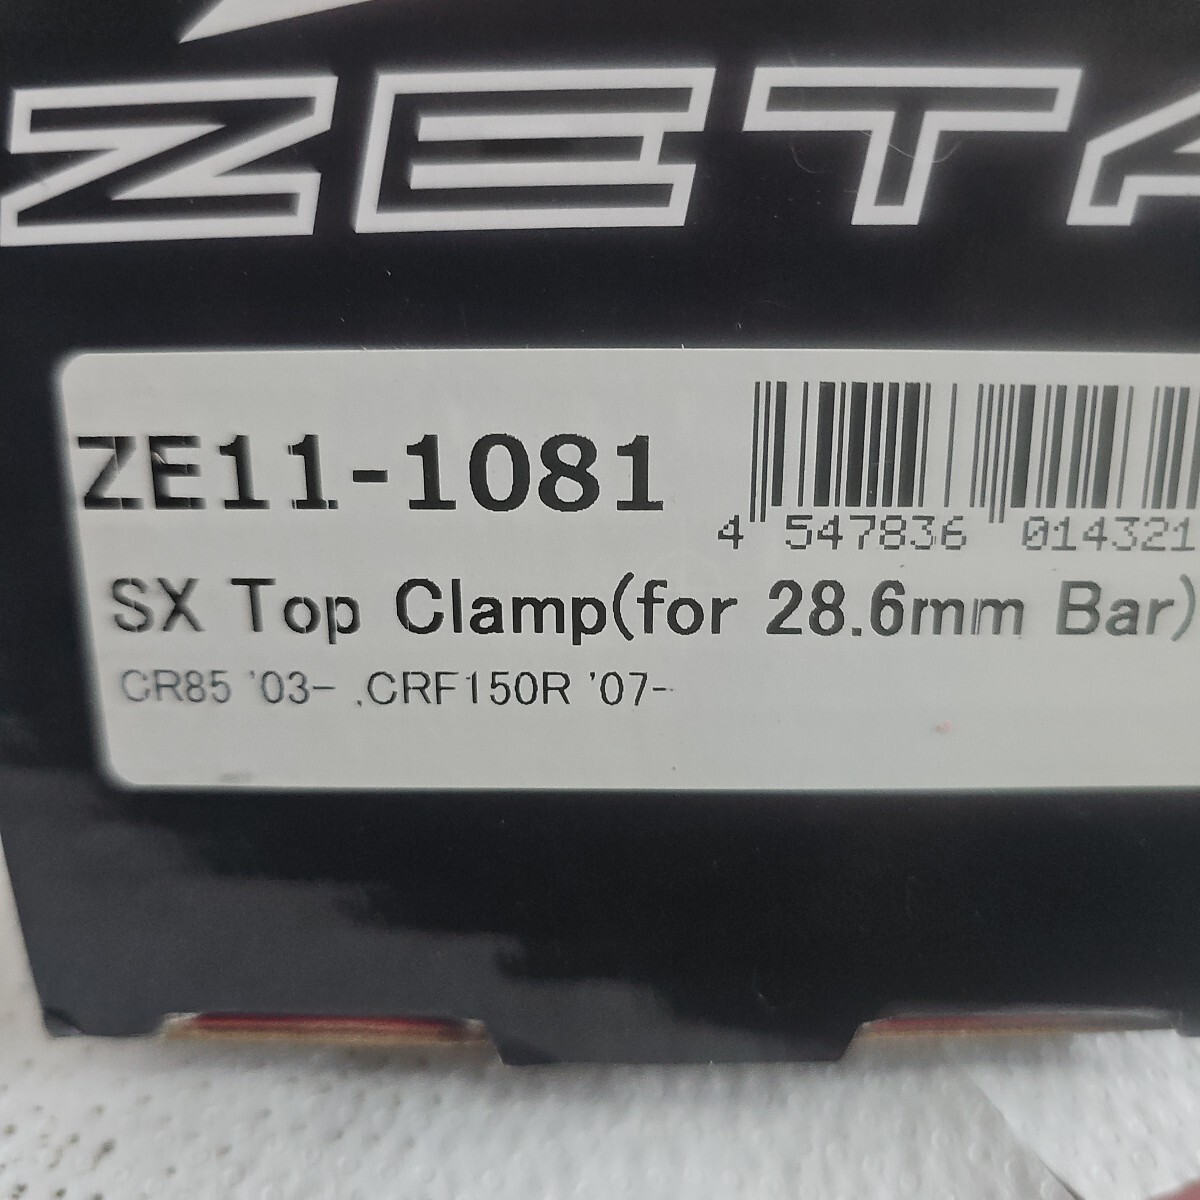 ZETA
ZE11-1081
4 547836 014321
SX Top Clamp(for 28.6mm Bar)
CR85 '03- ,CRF150R '07-